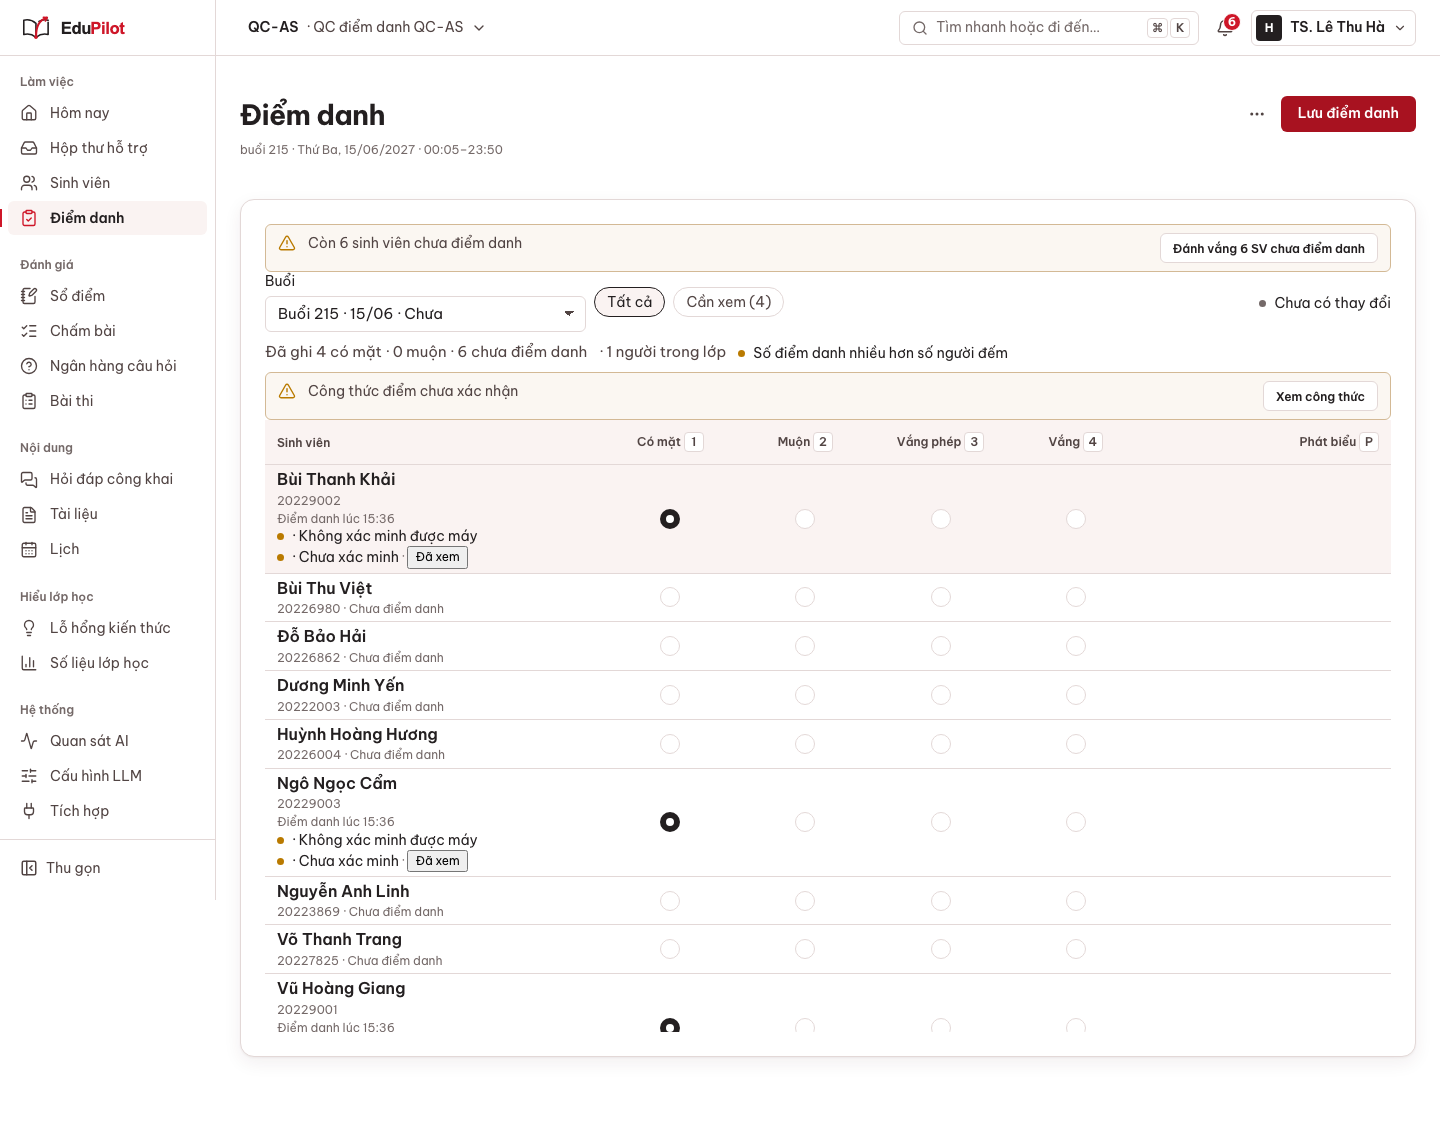 EduPilot
QC-AS · QC điểm danh QC-AS
Tìm nhanh hoặc đi đến... ⌘ K
6
H TS. Lê Thu Hà
Làm việc
Hôm nay
Hộp thư hỗ trợ
Sinh viên
Điểm danh
Đánh giá
Sổ điểm
Chấm bài
Ngân hàng câu hỏi
Bài thi
Nội dung
Hỏi đáp công khai
Tài liệu
Lịch
Hiểu lớp học
Lỗ hổng kiến thức
Số liệu lớp học
Hệ thống
Quan sát AI
Cấu hình LLM
Tích hợp
Thu gọn
Điểm danh
Lưu điểm danh
buổi 215 · Thứ Ba, 15/06/2027 · 00:05–23:50
Còn 6 sinh viên chưa điểm danh
Đánh vắng 6 SV chưa điểm danh
Buổi
Buổi 215 · 15/06 · Chưa
Tất cả
Cần xem (4)
Chưa có thay đổi
Đã ghi 4 có mặt · 0 muộn · 6 chưa điểm danh · 1 người trong lớp
Số điểm danh nhiều hơn số người đếm
Công thức điểm chưa xác nhận
Xem công thức
Sinh viên Có mặt 1 Muộn 2 Vắng phép 3 Vắng 4 Phát biểu P
Bùi Thanh Khải
20229002
Điểm danh lúc 15:36
· Không xác minh được máy
· Chưa xác minh · Đã xem
Bùi Thu Việt
20226980 · Chưa điểm danh
Đỗ Bảo Hải
20226862 · Chưa điểm danh
Dương Minh Yến
20222003 · Chưa điểm danh
Huỳnh Hoàng Hương
20226004 · Chưa điểm danh
Ngô Ngọc Cẩm
20229003
Điểm danh lúc 15:36
· Không xác minh được máy
· Chưa xác minh · Đã xem
Nguyễn Anh Linh
20223869 · Chưa điểm danh
Võ Thanh Trang
20227825 · Chưa điểm danh
Vũ Hoàng Giang
20229001
Điểm danh lúc 15:36